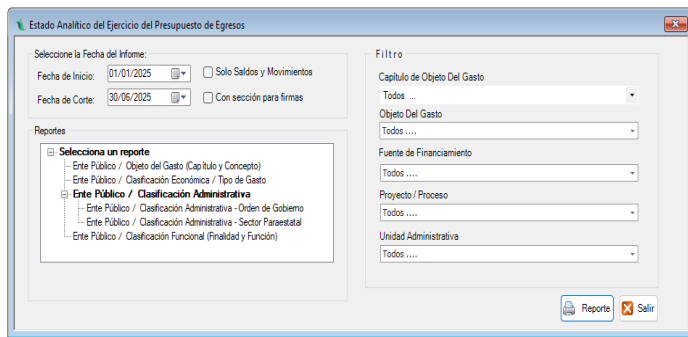 Estado Analítico del Ejercicio del Presupuesto de Egresos
Seleccione la Fecha del Informe:
Fecha de Inicio: 01/01/2025 Solo Saldos y Movimientos
Fecha de Corte: 30/06/2025 Con sección para firmas
Reportes
Selecciona un reporte
Ente Público / Objeto del Gasto (Capítulo y Concepto)
Ente Público / Clasificación Económica / Tipo de Gasto
Ente Público / Clasificación Administrativa
Ente Público / Clasificación Administrativa - Orden de Gobierno
Ente Público / Clasificación Administrativa - Sector Paraestatal
Ente Público / Clasificación Funcional (Finalidad y Función)
Filtro
Capítulo de Objeto Del Gasto
Todos ...
Objeto Del Gasto
Todos ....
Fuente de Financiamiento
Todos ....
Proyecto / Proceso
Todos ....
Unidad Administrativa
Todos ....
Reporte Salir